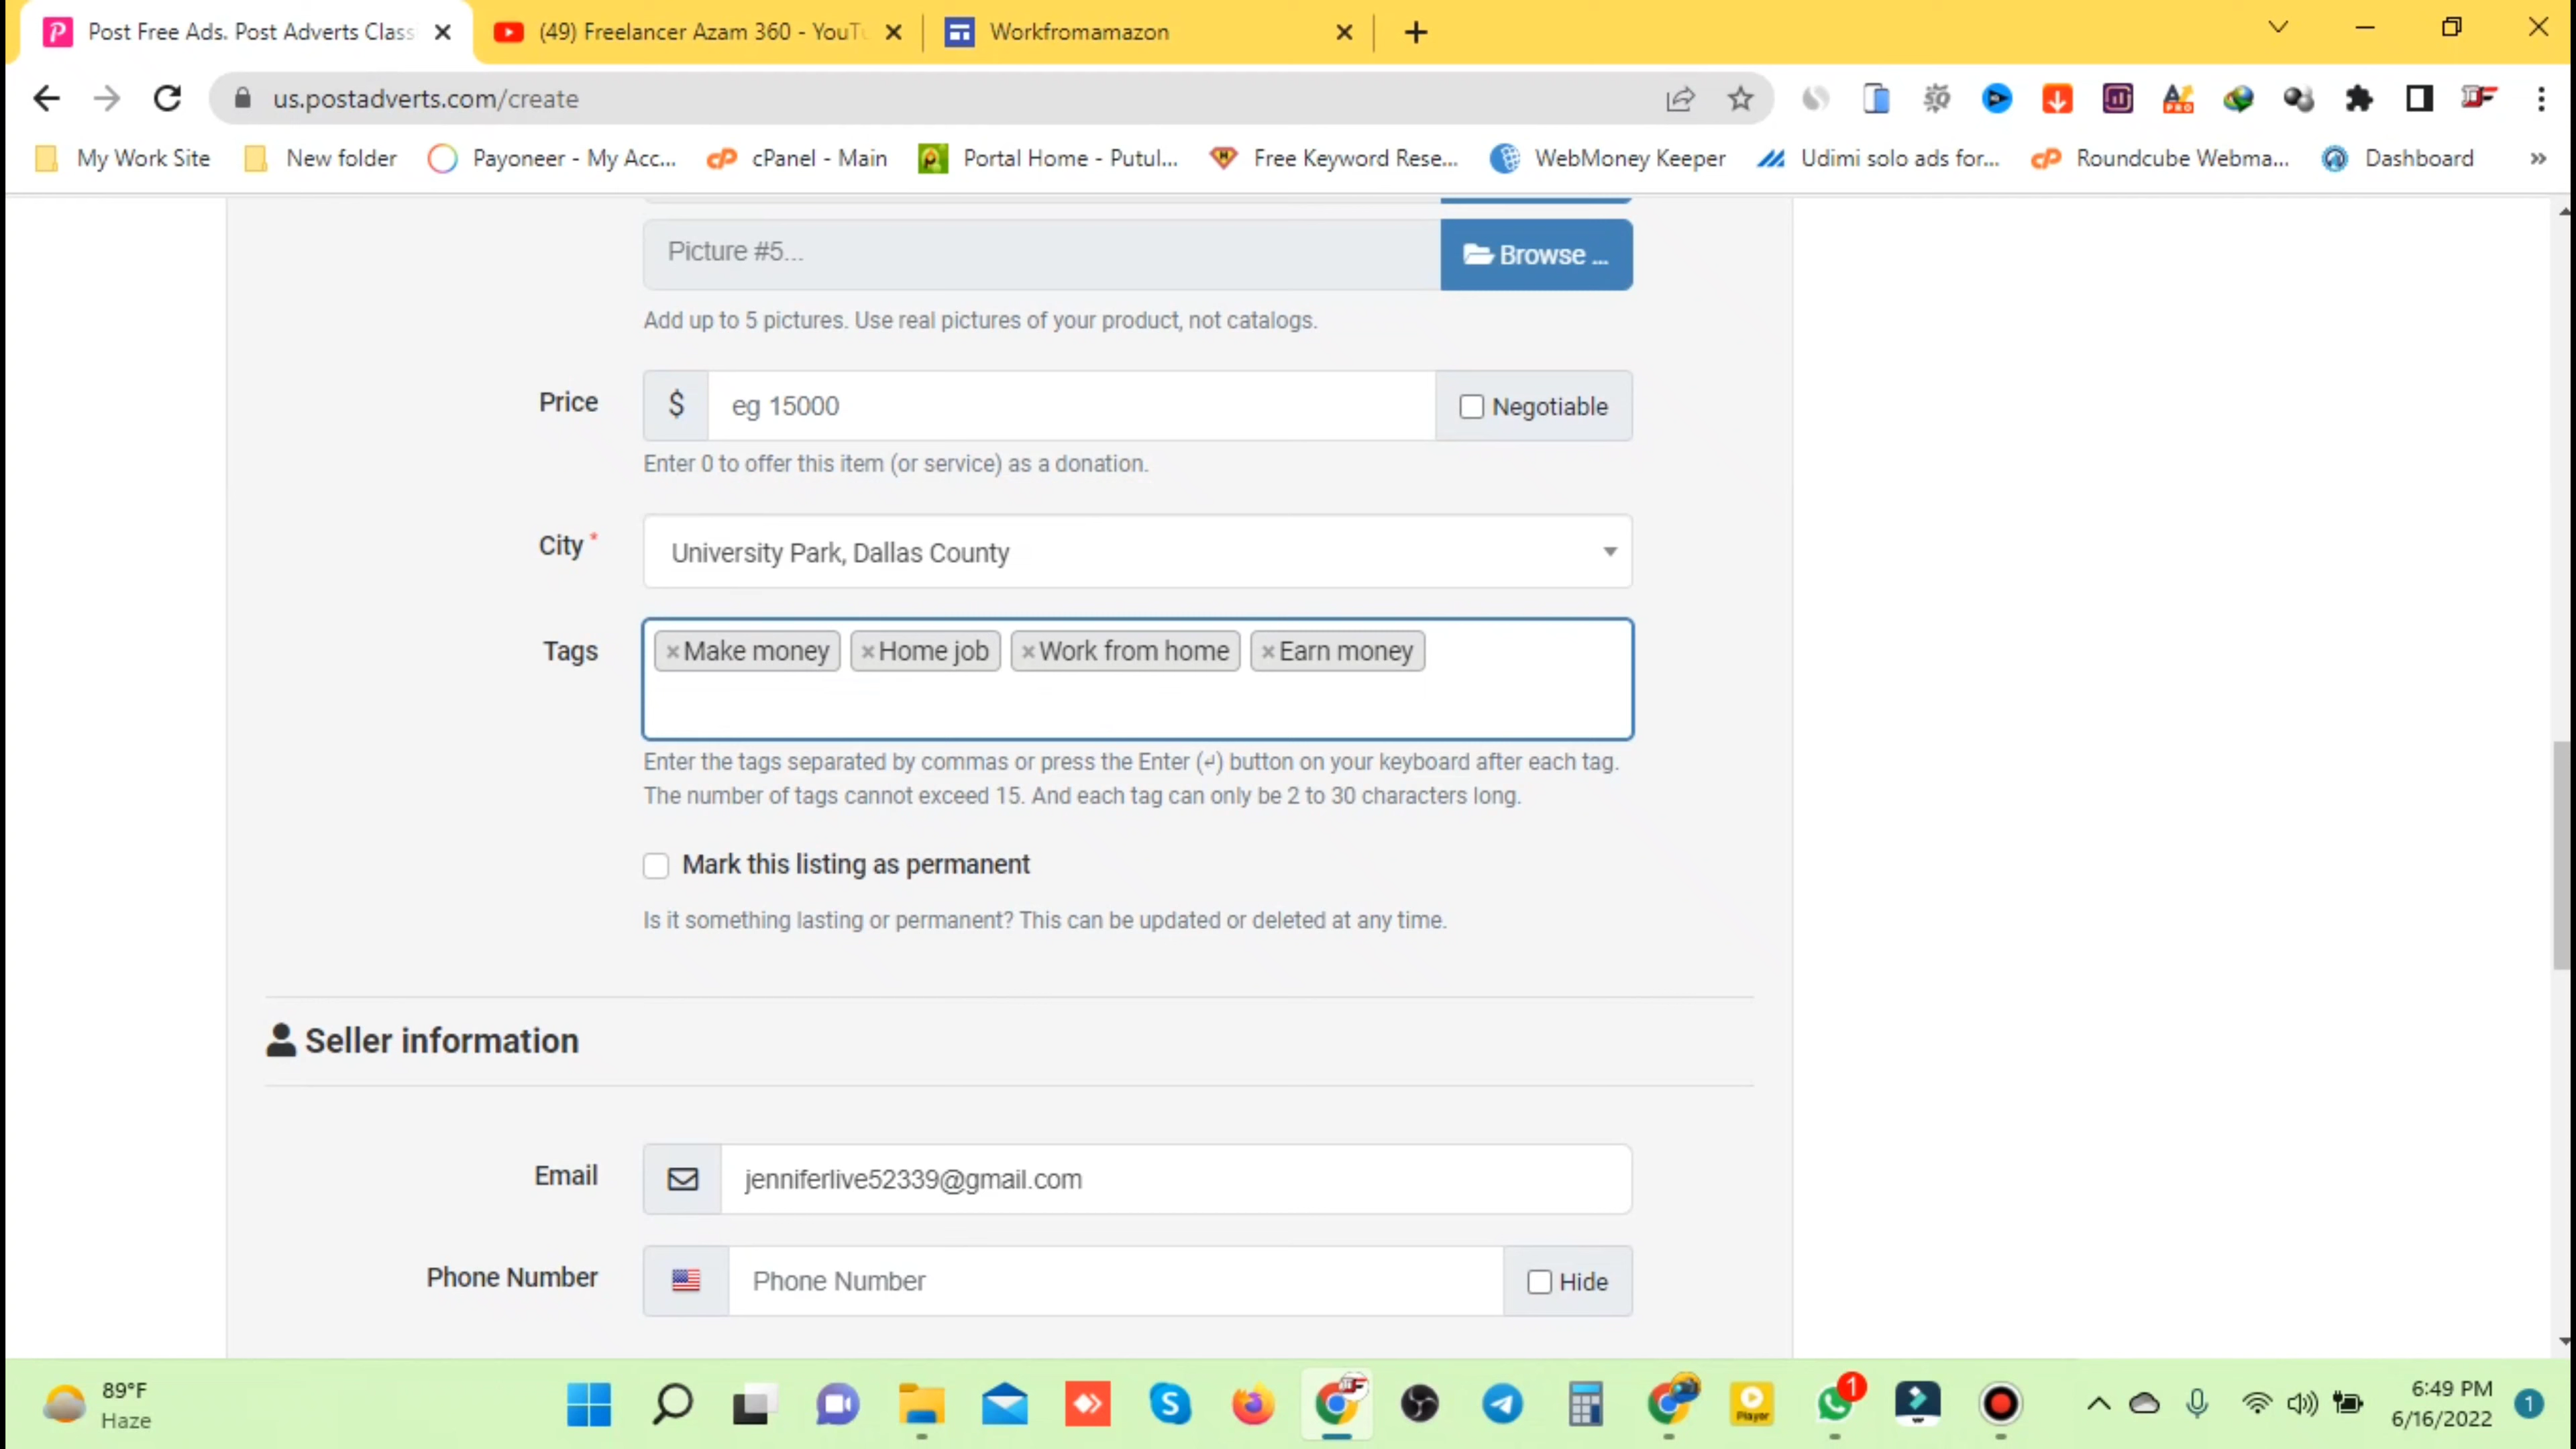 Post Free Ads. Post Adverts Class
(49) Freelancer Azam 360 - YouTu
Workfromamazon
us.postadverts.com/create
My Work Site
New folder
Payoneer - My Acc...
cPanel - Main
Portal Home - Putul...
Free Keyword Rese...
WebMoney Keeper
Udimi solo ads for...
Roundcube Webma...
Dashboard
»
Picture #5...
Browse ...
Add up to 5 pictures. Use real pictures of your product, not catalogs.
Price
$
eg 15000
Negotiable
Enter 0 to offer this item (or service) as a donation.
City *
University Park, Dallas County
Tags
×Make money
×Home job
×Work from home
×Earn money
Enter the tags separated by commas or press the Enter (↵) button on your keyboard after each tag.
The number of tags cannot exceed 15. And each tag can only be 2 to 30 characters long.
Mark this listing as permanent
Is it something lasting or permanent? This can be updated or deleted at any time.
Seller information
Email
jenniferlive52339@gmail.com
Phone Number
Phone Number
Hide
89°F
Haze
Player
1
6:49 PM
6/16/2022
1